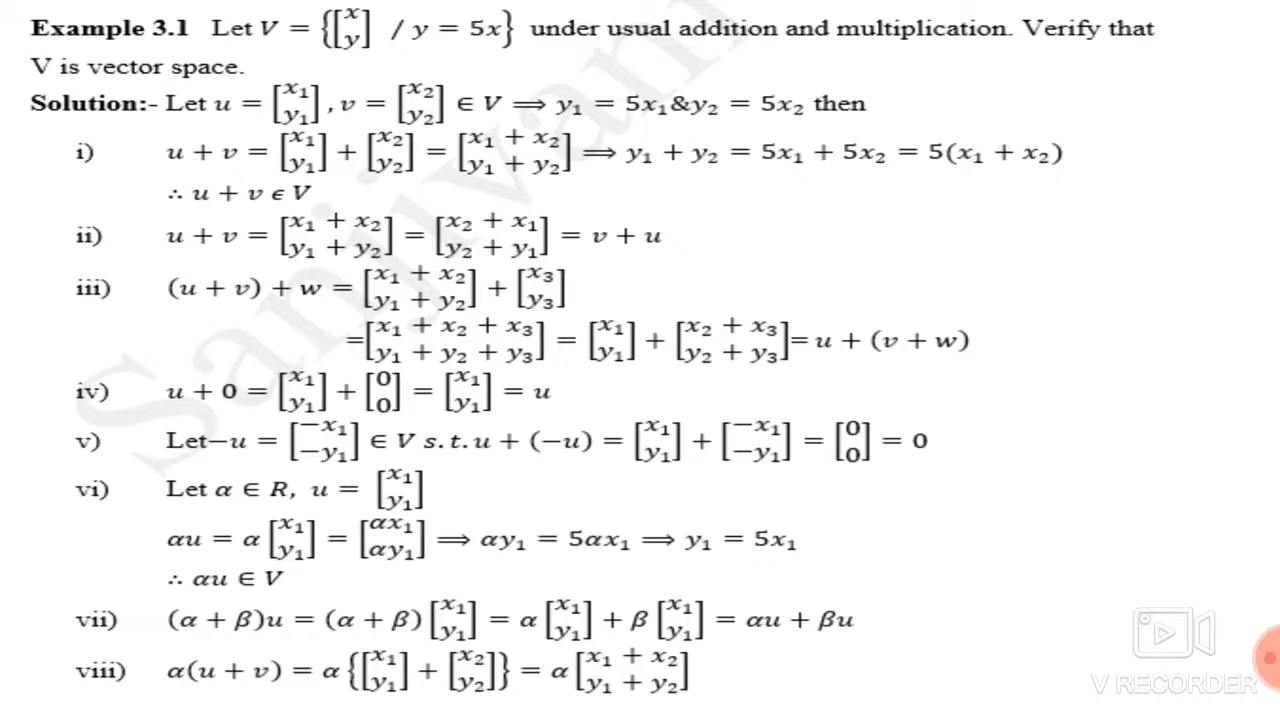 Example 3.1 Let V = {[x y] / y = 5x} under usual addition and multiplication. Verify that
V is vector space.
Solution:- Let u = [x₁ y₁], v = [x₂ y₂] ∈ V ⟹ y₁ = 5x₁&y₂ = 5x₂ then
i) u + v = [x₁ y₁] + [x₂ y₂] = [x₁ + x₂ y₁ + y₂] ⟹ y₁ + y₂ = 5x₁ + 5x₂ = 5(x₁ + x₂)
∴ u + v ϵ V
ii) u + v = [x₁ + x₂ y₁ + y₂] = [x₂ + x₁ y₂ + y₁] = v + u
iii) (u + v) + w = [x₁ + x₂ y₁ + y₂] + [x₃ y₃]
=[x₁ + x₂ + x₃ y₁ + y₂ + y₃] = [x₁ y₁] + [x₂ + x₃ y₂ + y₃]= u + (v + w)
iv) u + 0 = [x₁ y₁] + [0 0] = [x₁ y₁] = u
v) Let−u = [−x₁ −y₁] ∈ V s.t.u + (−u) = [x₁ y₁] + [−x₁ −y₁] = [0 0] = 0
vi) Let α ∈ R, u = [x₁ y₁]
αu = α [x₁ y₁] = [αx₁ αy₁] ⟹ αy₁ = 5αx₁ ⟹ y₁ = 5x₁
∴ αu ∈ V
vii) (α + β)u = (α + β) [x₁ y₁] = α [x₁ y₁] + β [x₁ y₁] = αu + βu
viii) α(u + v) = α {[x₁ y₁] + [x₂ y₂]} = α [x₁ + x₂ y₁ + y₂]
Sanjivani
V RECORDER